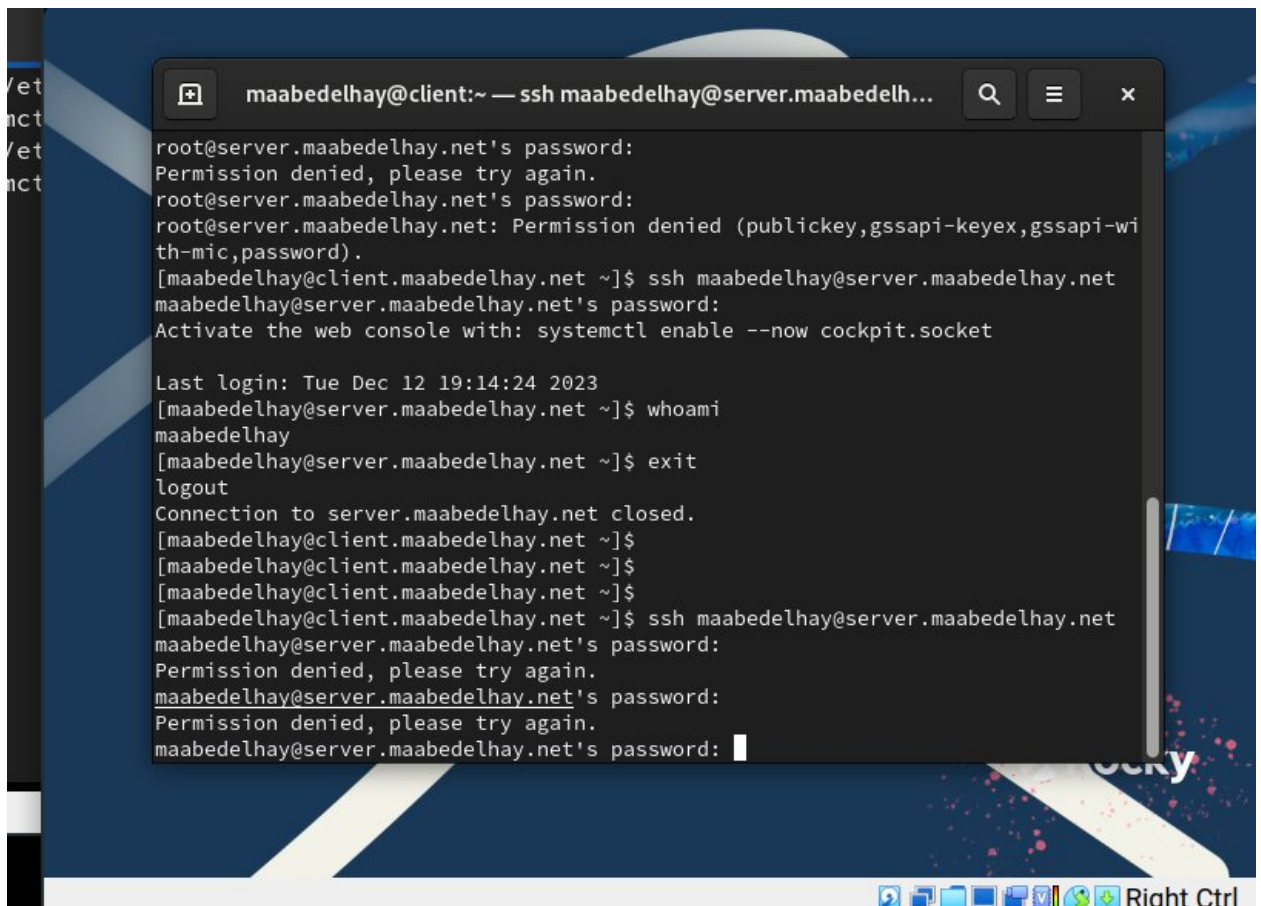 /et
mct
/et
mct
maabedelhay@client:~ — ssh maabedelhay@server.maabedelh...
root@server.maabedelhay.net's password:
Permission denied, please try again.
root@server.maabedelhay.net's password:
root@server.maabedelhay.net: Permission denied (publickey,gssapi-keyex,gssapi-wi
th-mic,password).
[maabedelhay@client.maabedelhay.net ~]$ ssh maabedelhay@server.maabedelhay.net
maabedelhay@server.maabedelhay.net's password:
Activate the web console with: systemctl enable --now cockpit.socket
Last login: Tue Dec 12 19:14:24 2023
[maabedelhay@server.maabedelhay.net ~]$ whoami
maabedelhay
[maabedelhay@server.maabedelhay.net ~]$ exit
logout
Connection to server.maabedelhay.net closed.
[maabedelhay@client.maabedelhay.net ~]$
[maabedelhay@client.maabedelhay.net ~]$
[maabedelhay@client.maabedelhay.net ~]$
[maabedelhay@client.maabedelhay.net ~]$ ssh maabedelhay@server.maabedelhay.net
maabedelhay@server.maabedelhay.net's password:
Permission denied, please try again.
maabedelhay@server.maabedelhay.net's password:
Permission denied, please try again.
maabedelhay@server.maabedelhay.net's password:
Right Ctrl